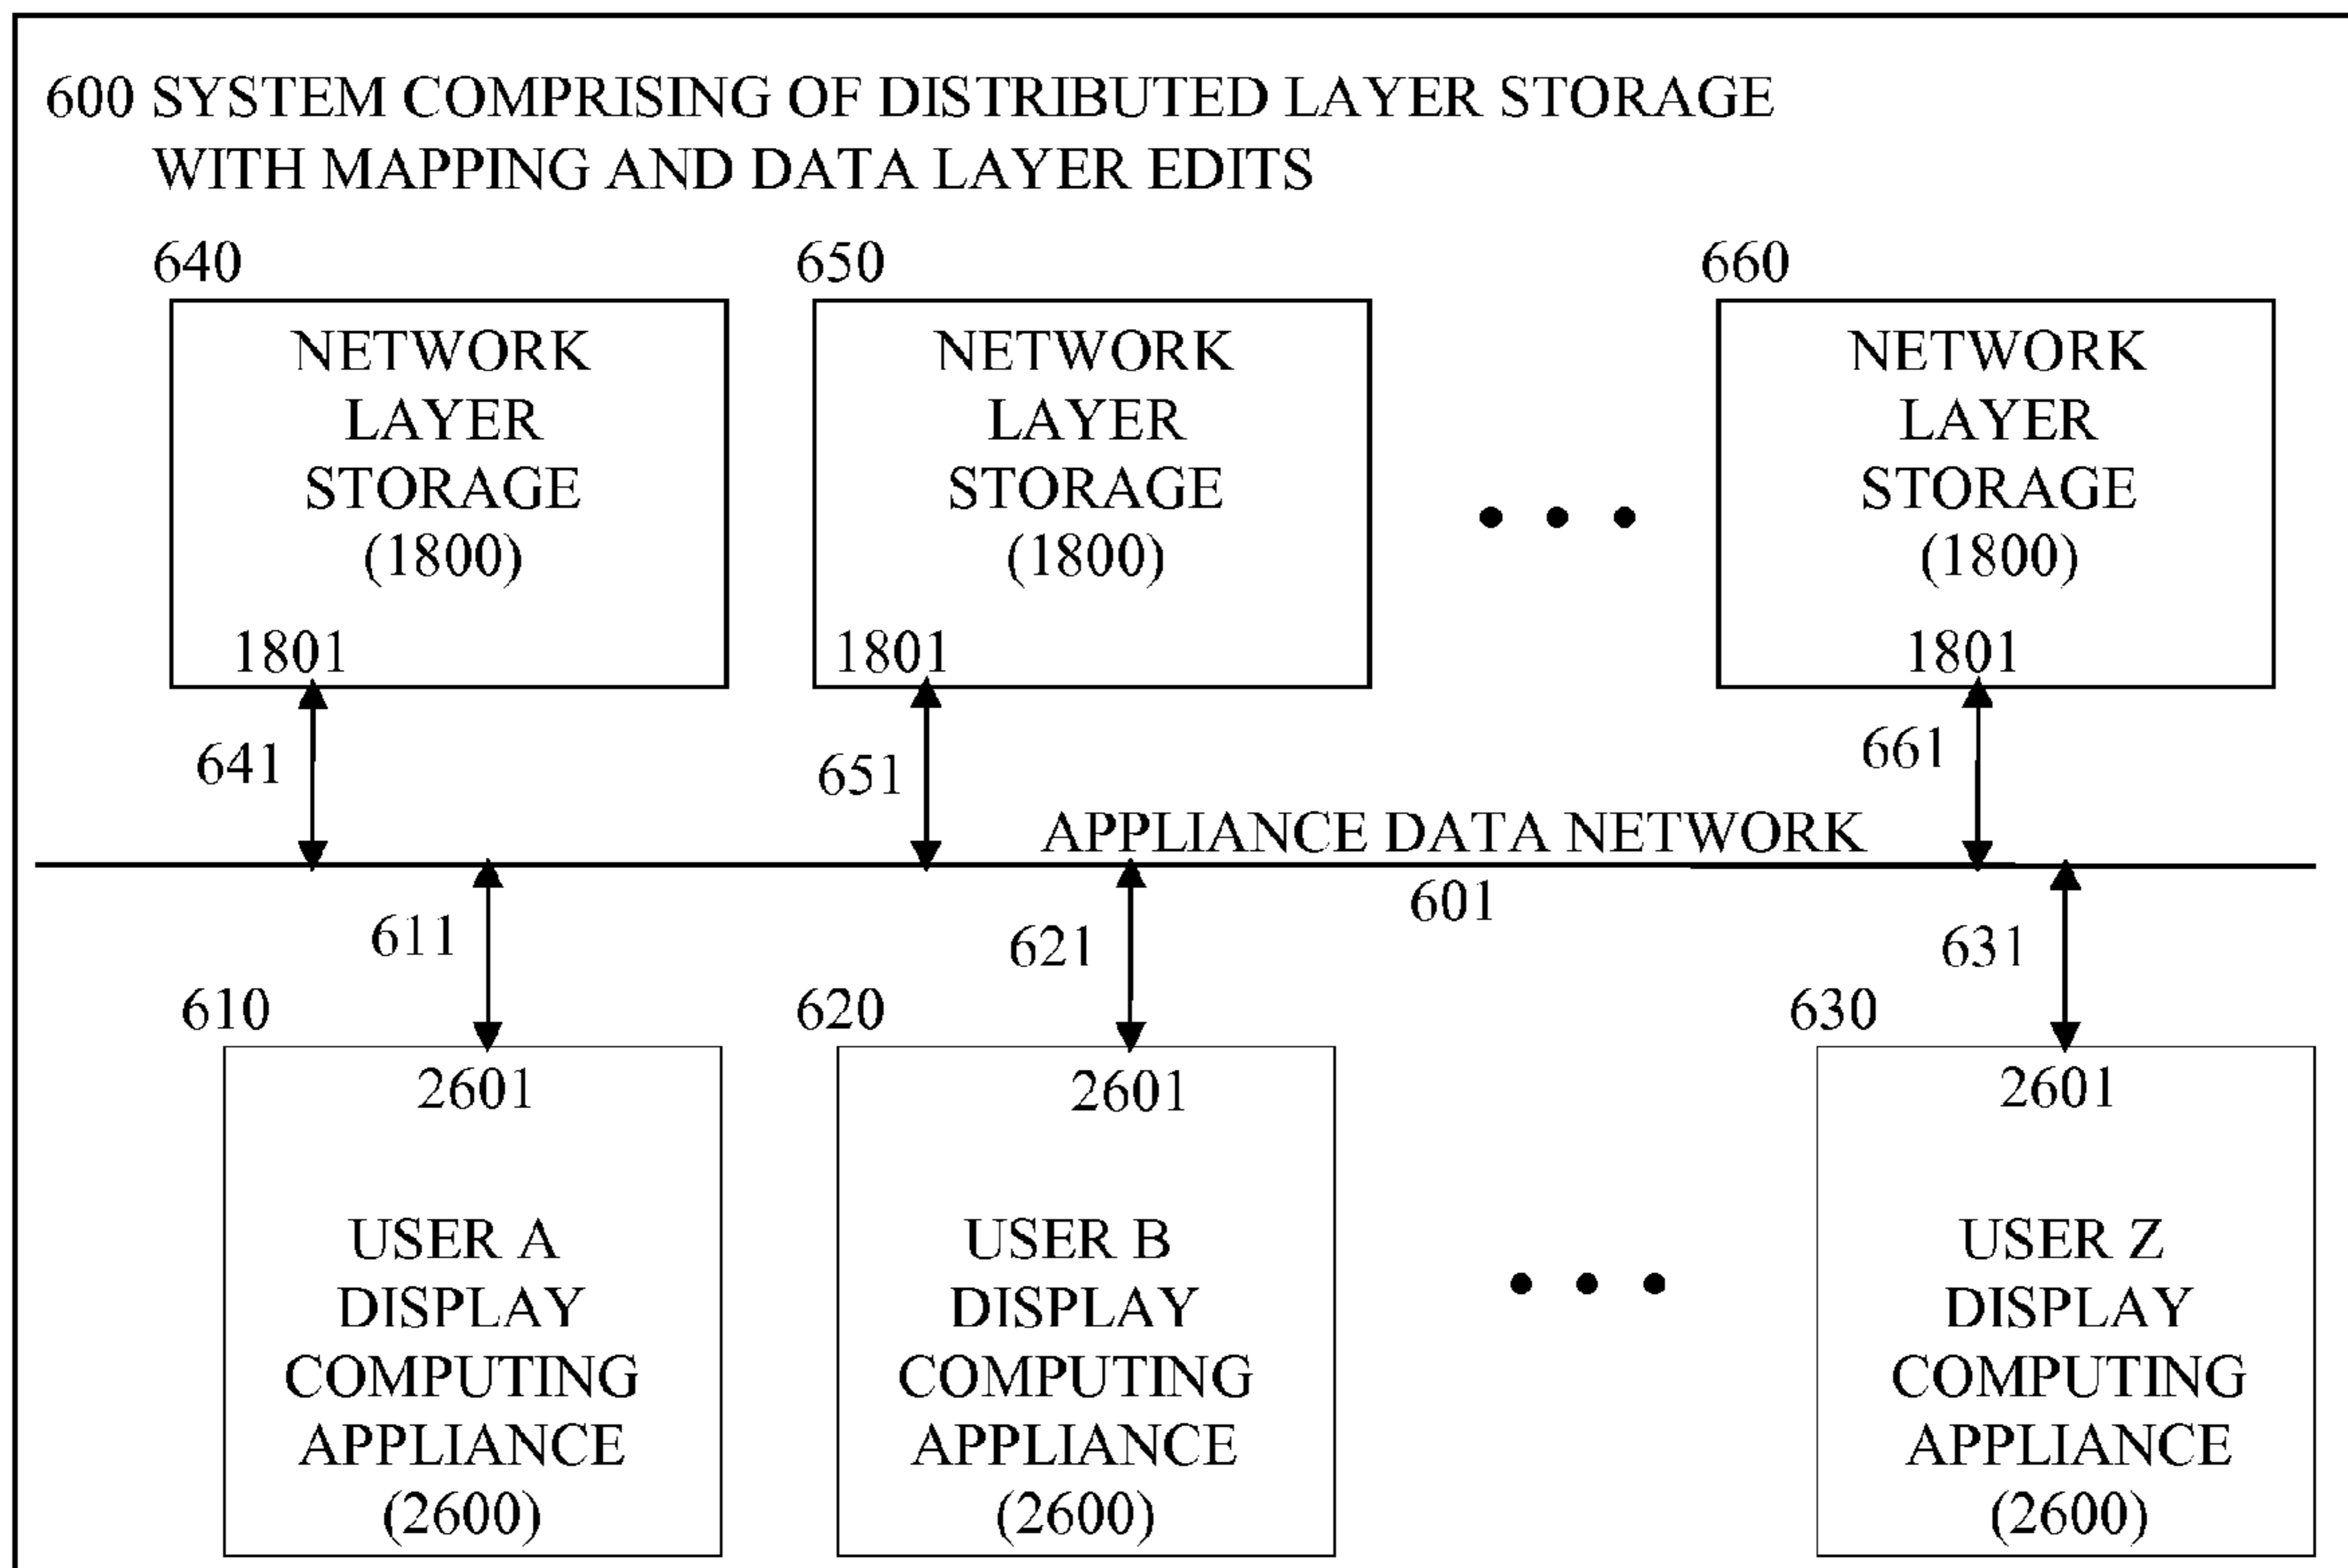 600 SYSTEM COMPRISING OF DISTRIBUTED LAYER STORAGE
WITH MAPPING AND DATA LAYER EDITS
640
650
660
NETWORK
LAYER
STORAGE
(1800)
1801
NETWORK
LAYER
STORAGE
(1800)
1801
NETWORK
LAYER
STORAGE
(1800)
1801
641
651
661
APPLIANCE DATA NETWORK
601
611
621
631
610
620
630
2601
USER A
DISPLAY
COMPUTING
APPLIANCE
(2600)
2601
USER B
DISPLAY
COMPUTING
APPLIANCE
(2600)
2601
USER Z
DISPLAY
COMPUTING
APPLIANCE
(2600)